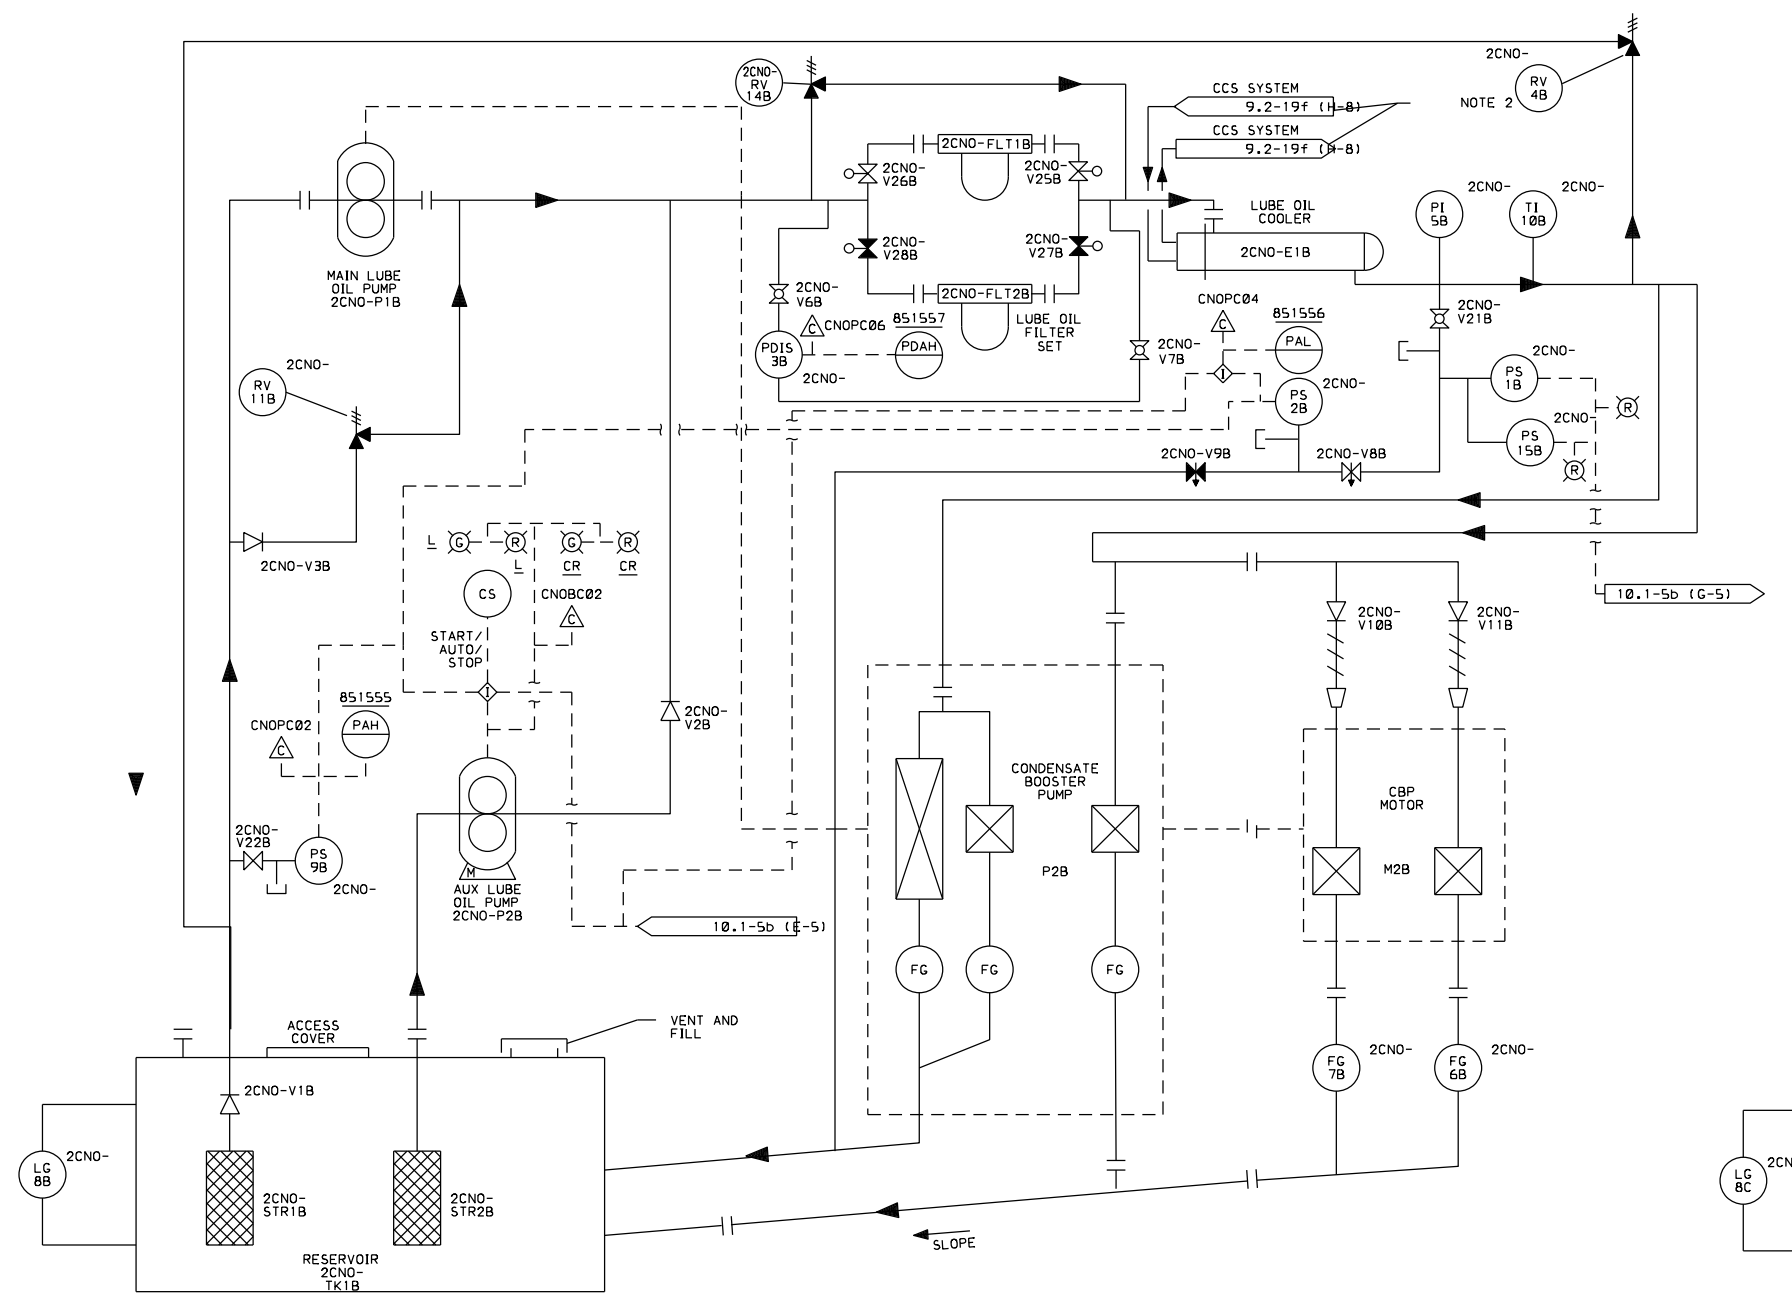 2CNO-
RV
4B
NOTE 2
2CNO-
RV
14B
CCS SYSTEM
9.2-19f (H-8)
CCS SYSTEM
9.2-19f (H-8)
2CNO-FLT1B
2CNO-
V26B
2CNO-
V25B
2CNO-
V28B
2CNO-
V27B
2CNO-FLT2B
LUBE OIL
FILTER
SET
LUBE OIL
COOLER
2CNO-E1B
2CNO-
PI
5B
2CNO-
TI
10B
MAIN LUBE
OIL PUMP
2CNO-P1B
2CNO-
V6B
CNOPC06
C
851557
PDAH
PDIS
3B
2CNO-
2CNO-
V7B
CNOPC04
C
851556
PAL
I
2CNO-
PS
2B
2CNO-
V21B
2CNO-
PS
1B
R
2CNO-
PS
15B
R
2CNO-
RV
11B
2CNO-V9B
2CNO-V8B
2CNO-V3B
L
G
R
L
G
CR
R
CR
CS
CNOBC02
C
START/
AUTO/
STOP
I
10.1-5b (G-5)
2CNO-
V10B
2CNO-
V11B
851555
PAH
CNOPC02
C
2CNO-
V2B
CONDENSATE
BOOSTER
PUMP
P2B
CBP
MOTOR
M2B
2CNO-
V22B
PS
9B
2CNO-
M
AUX LUBE
OIL PUMP
2CNO-P2B
10.1-5b (E-5)
FG
FG
FG
ACCESS
COVER
VENT AND
FILL
FG
7B
2CNO-
FG
6B
2CNO-
2CNO-V1B
LG
8B
2CNO-
2CNO-
STR1B
2CNO-
STR2B
RESERVOIR
2CNO-
TK1B
SLOPE
LG
8C
2CN